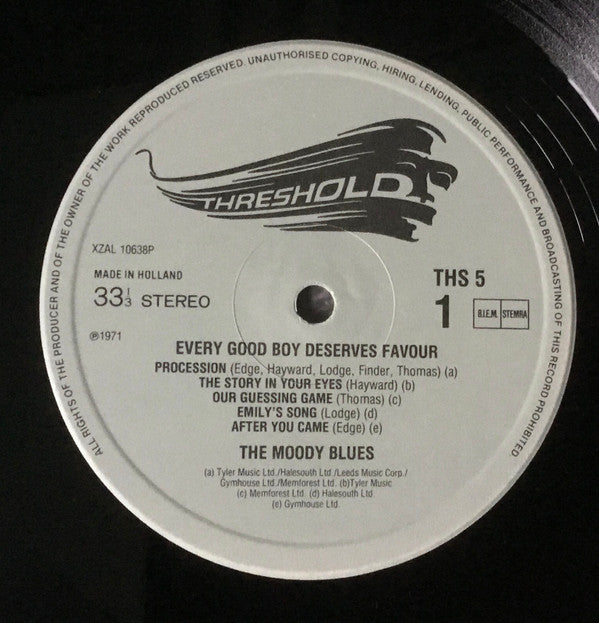 ALL RIGHTS OF THE PRODUCER AND OF THE OWNER OF THE WORK REPRODUCED RESERVED. UNAUTHORISED COPYING, HIRING, LENDING, PUBLIC PERFORMANCE AND BROADCASTING OF THIS RECORD PROHIBITED
THRESHOLD
XZAL 10638P
MADE IN HOLLAND
33 1/3 STEREO
℗1971
THS 5
1
B.I.E.M. STEMRA
EVERY GOOD BOY DESERVES FAVOUR
PROCESSION (Edge, Hayward, Lodge, Finder, Thomas) (a)
THE STORY IN YOUR EYES (Hayward) (b)
OUR GUESSING GAME (Thomas) (c)
EMILY'S SONG (Lodge) (d)
AFTER YOU CAME (Edge) (e)
THE MOODY BLUES
(a) Tyler Music Ltd./Halesouth Ltd./Leeds Music Corp./
Gymhouse Ltd./Memforest Ltd. (b)Tyler Music
(c) Memforest Ltd. (d) Halesouth Ltd.
(e) Gymhouse Ltd.